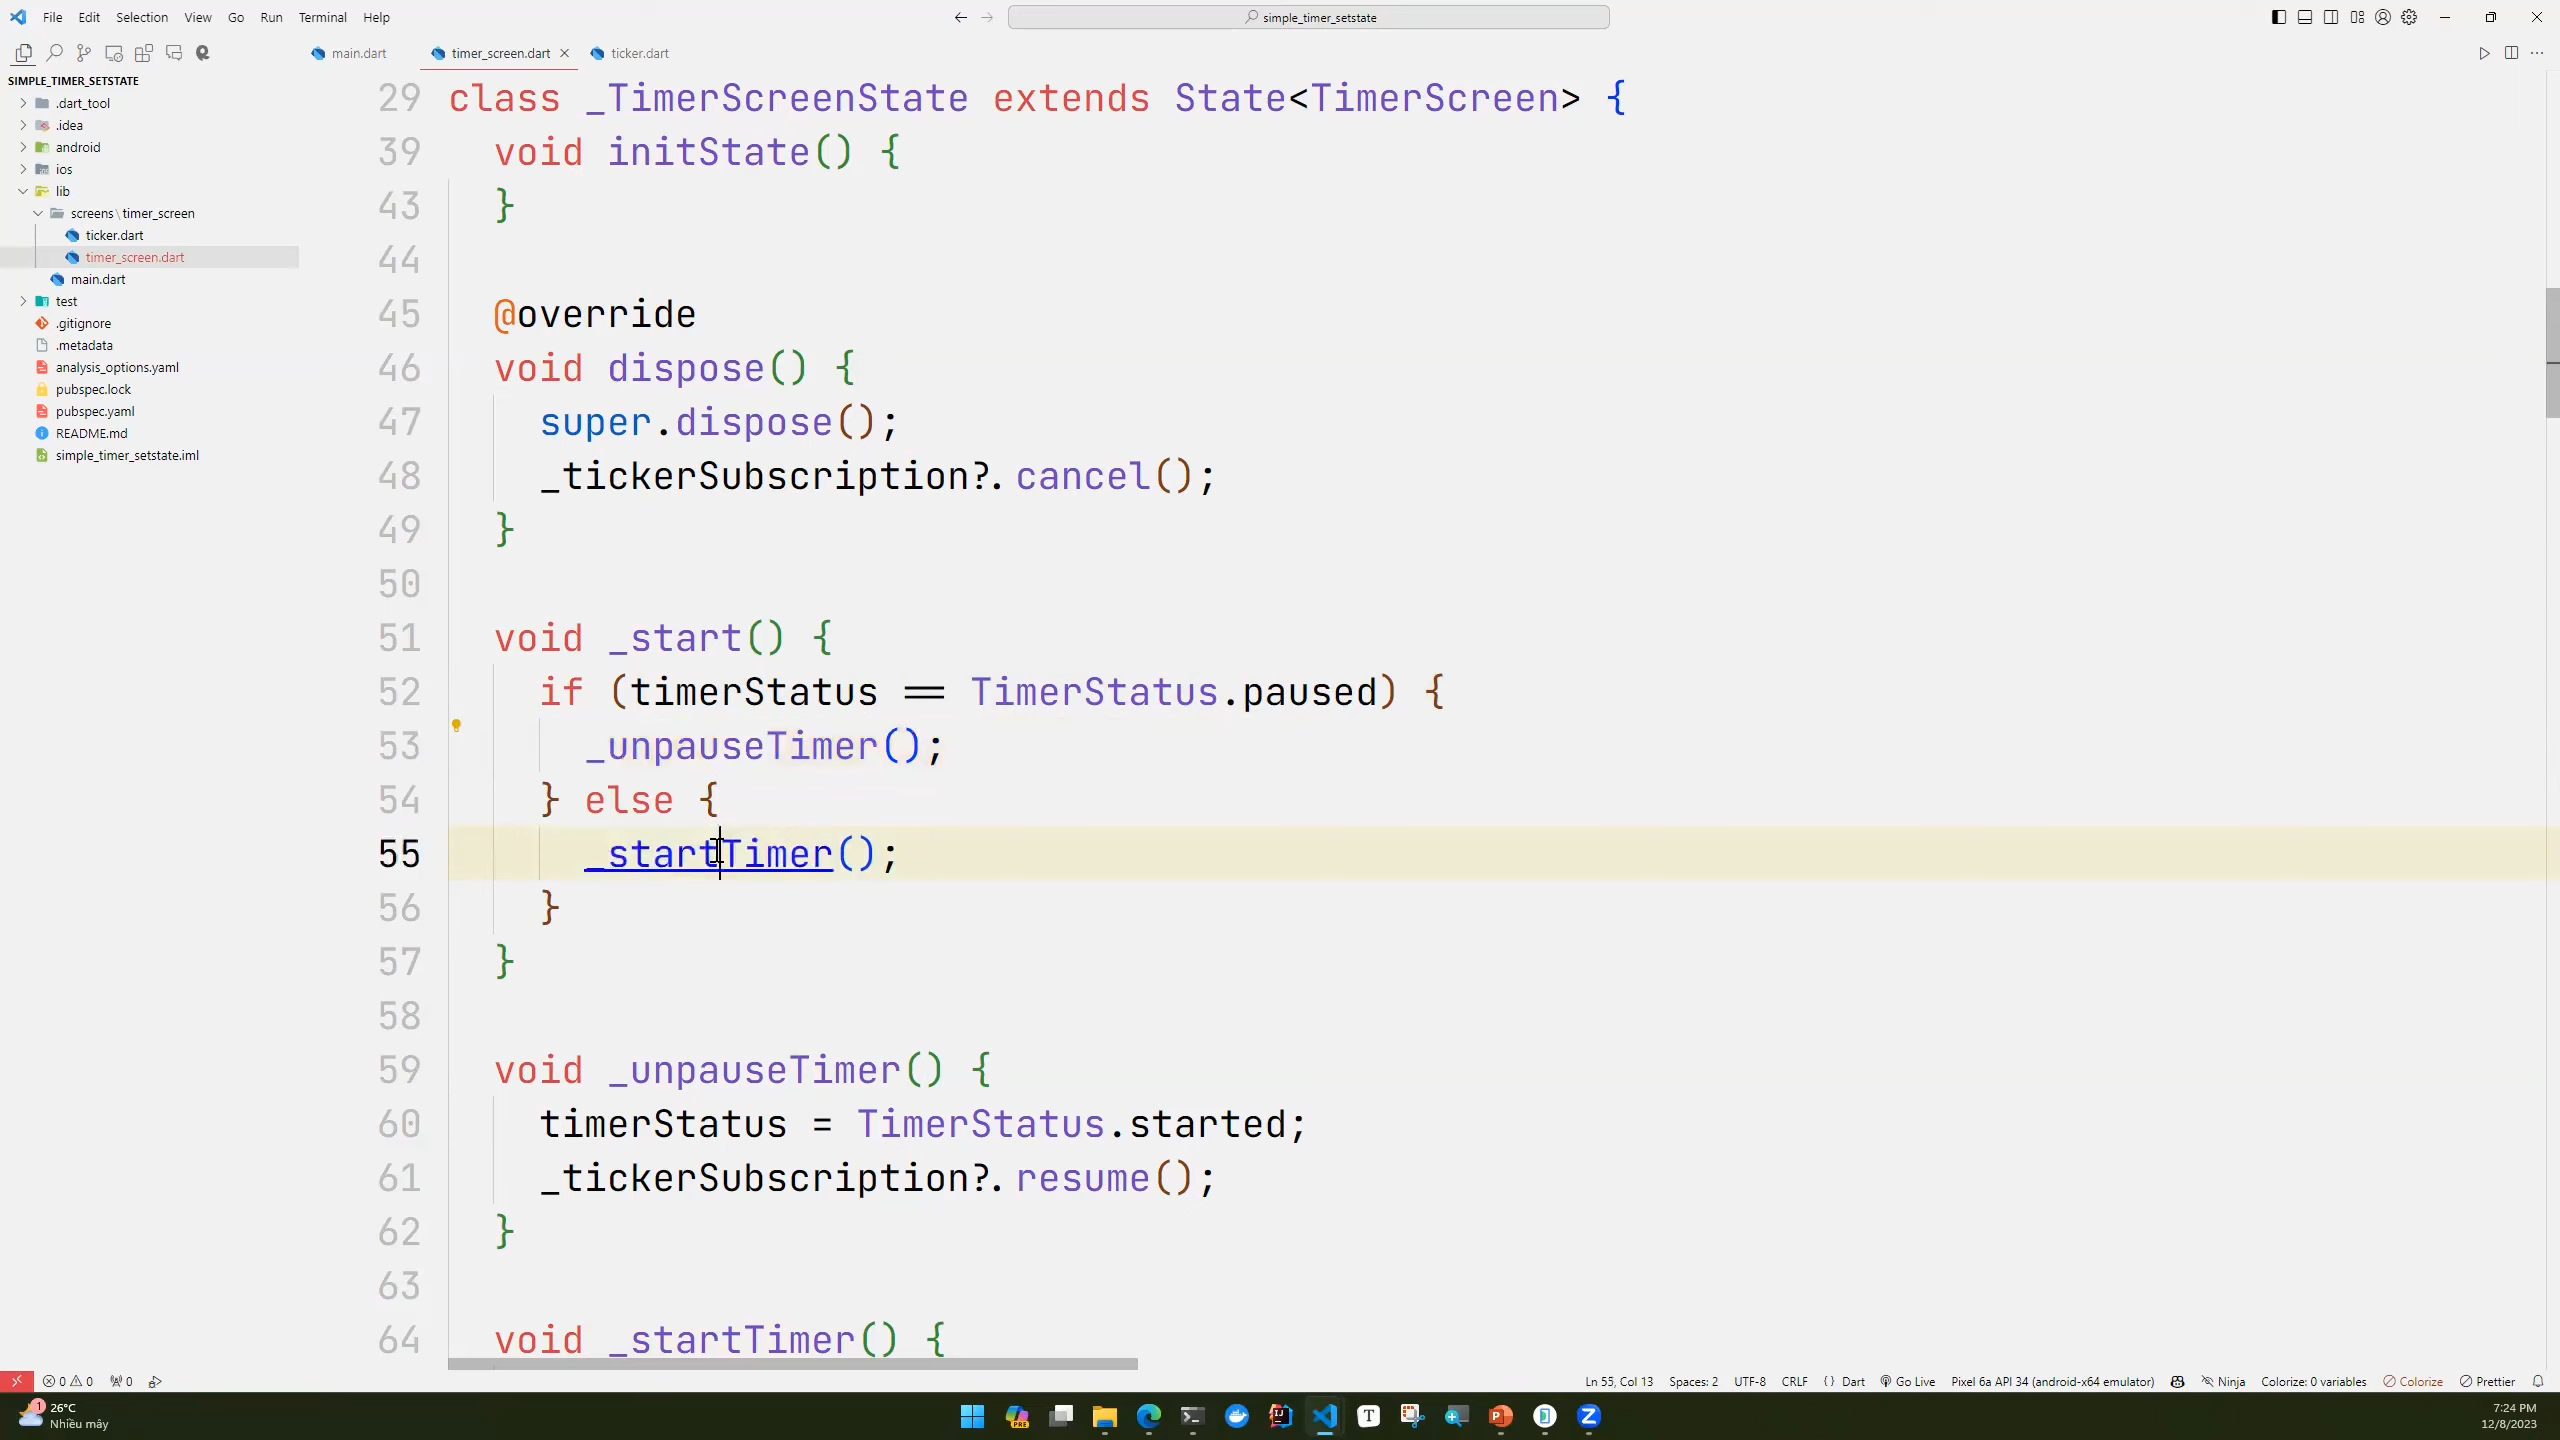 File Edit Selection View Go Run Terminal Help
simple_timer_setstate
main.dart
timer_screen.dart
ticker.dart
SIMPLE_TIMER_SETSTATE
.dart_tool
.idea
android
ios
lib
screens\timer_screen
ticker.dart
timer_screen.dart
main.dart
test
.gitignore
.metadata
analysis_options.yaml
pubspec.lock
pubspec.yaml
README.md
simple_timer_setstate.iml
29 class _TimerScreenState extends State<TimerScreen> {
39 void initState() {
43 }
44
45 @override
46 void dispose() {
47 super.dispose();
48 _tickerSubscription?.cancel();
49 }
50
51 void _start() {
52 if (timerStatus == TimerStatus.paused) {
53 _unpauseTimer();
54 } else {
55 _startTimer();
56 }
57 }
58
59 void _unpauseTimer() {
60 timerStatus = TimerStatus.started;
61 _tickerSubscription?.resume();
62 }
63
64 void _startTimer() {
0 0 0 Ln 55, Col 13 Spaces: 2 UTF-8 CRLF {} Dart Go Live Pixel 6a API 34 (android-x64 emulator) Ninja Colorize: 0 variables Colorize Prettier
1
26°C
Nhiều mây
PRE
7:24 PM
12/8/2023